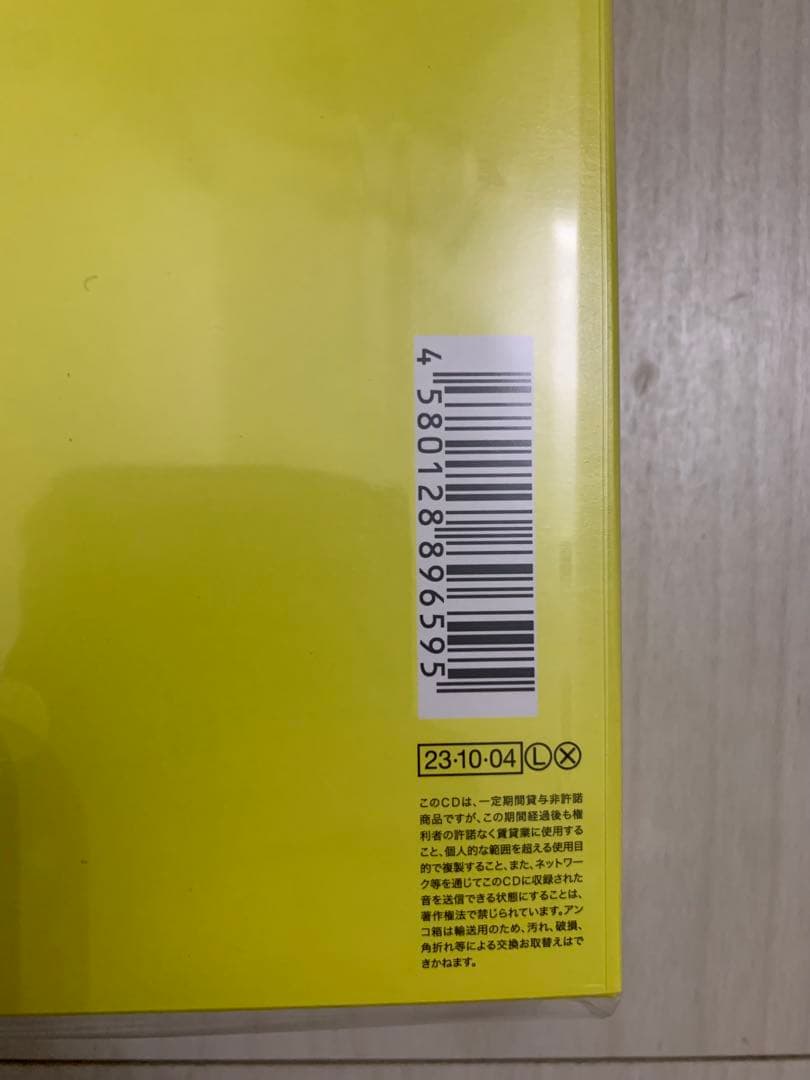 4 580128 896595
23・10・04 Ⓛ Ⓧ
このCDは、一定期間貸与非許諾
商品ですが、この期間経過後も権
利者の許諾なく賃貸業に使用する
こと、個人的な範囲を超える使用目
的で複製すること、また、ネットワー
ク等を通じてこのCDに収録された
音を送信できる状態にすることは、
著作権法で禁じられています。アン
コ箱は輸送用のため、汚れ、破損、
角折れ等による交換お取替えはで
きかねます。